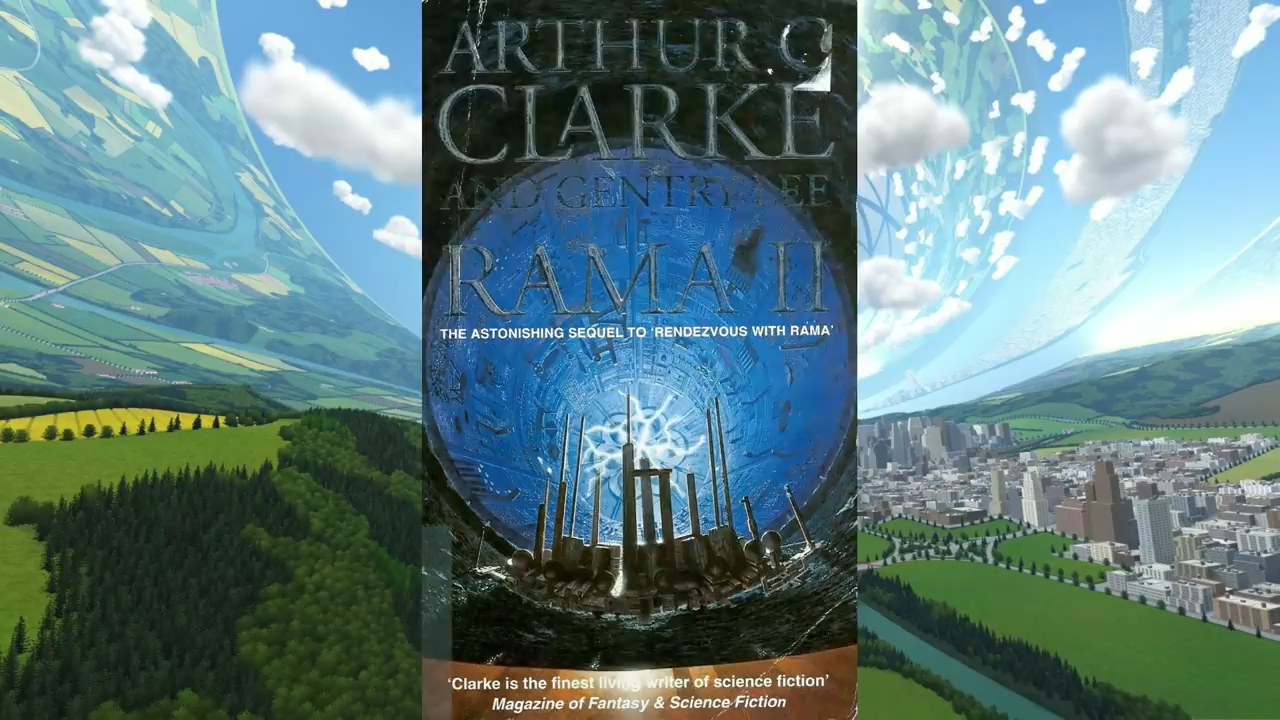 ARTHUR C
CLARKE
AND GENTRY LEE
RAMA II
THE ASTONISHING SEQUEL TO 'RENDEZVOUS WITH RAMA'
'Clarke is the finest living writer of science fiction'
Magazine of Fantasy & Science Fiction